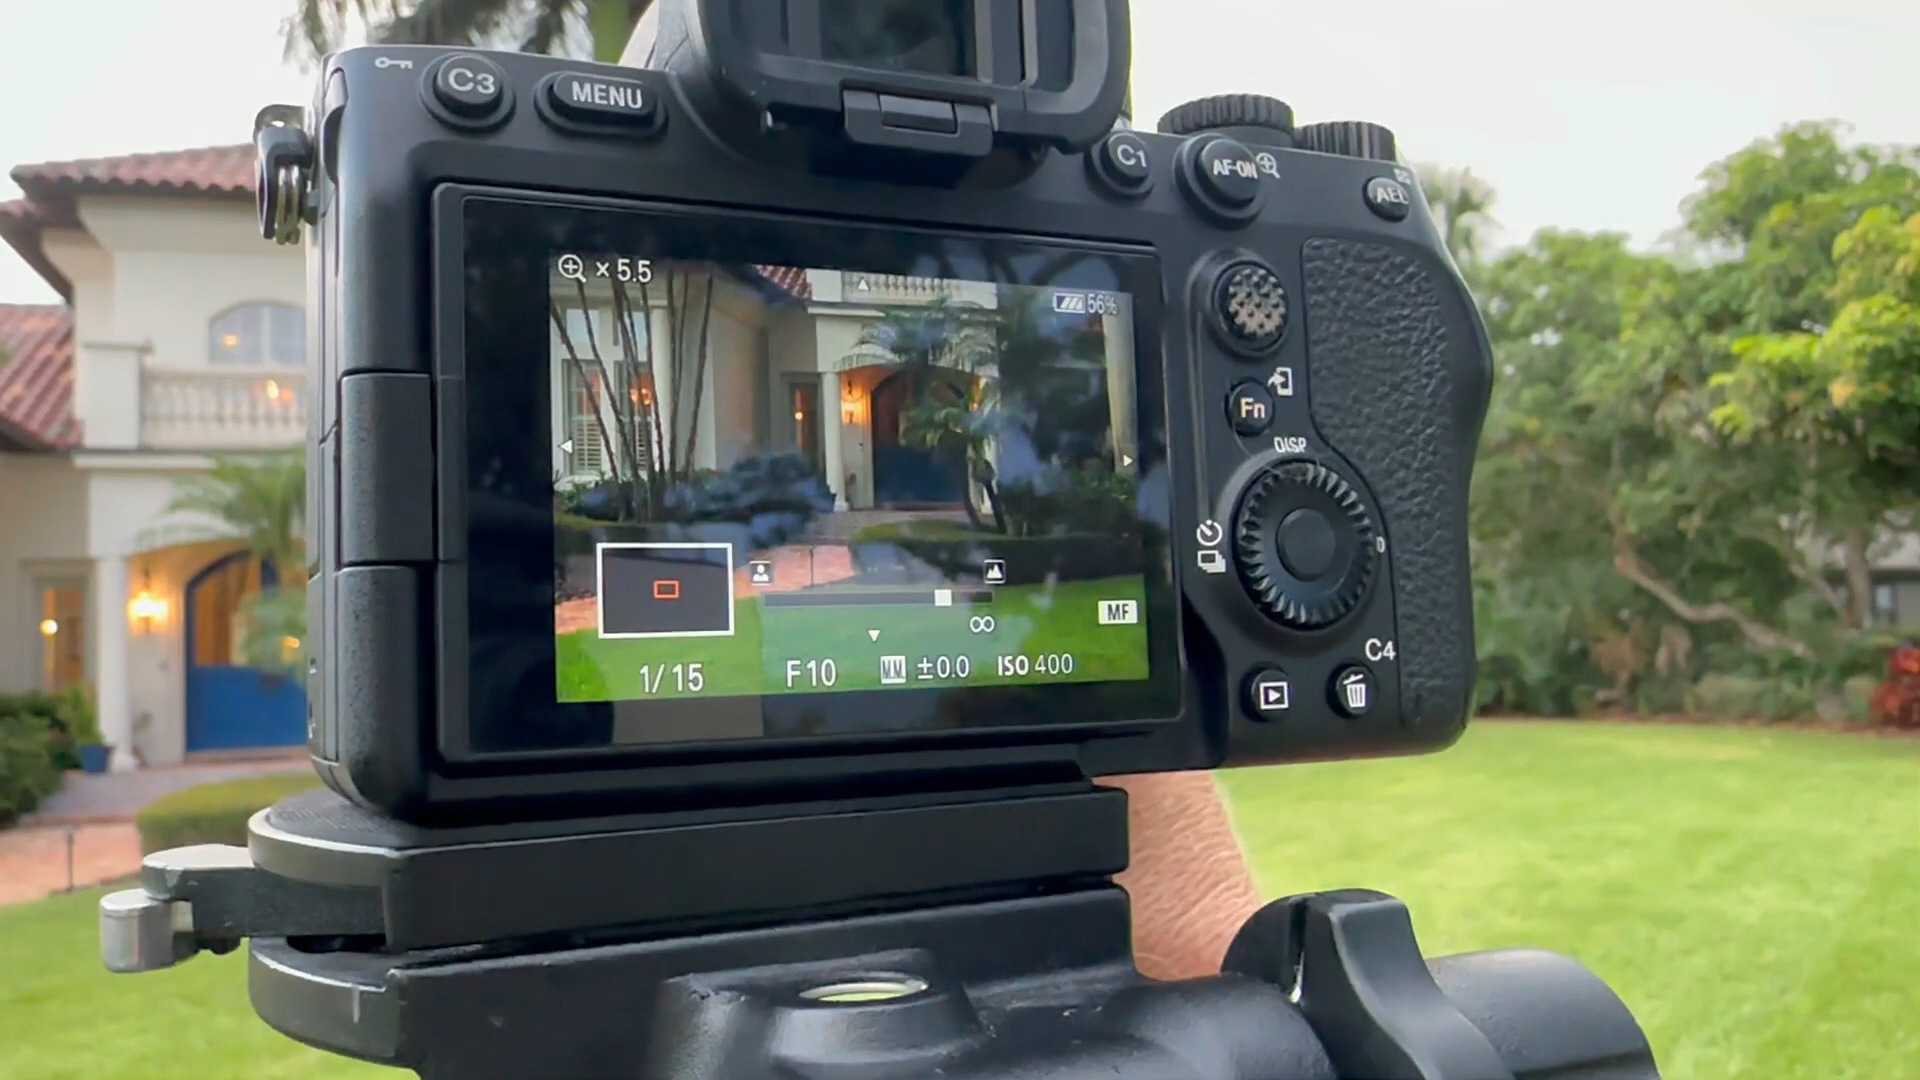 C3
MENU
C1
AF-ON
AEL
× 5.5
56%
Fn
DISP
∞
MF
1/15
F10
MM ±0.0
ISO 400
C4